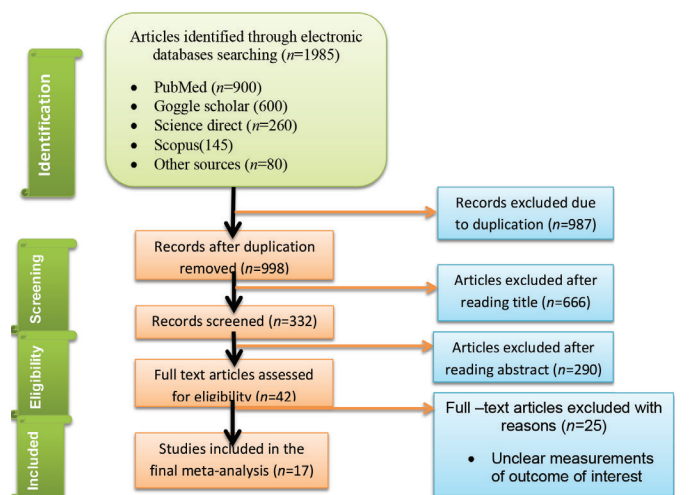 Identification
Articles identified through electronic
databases searching (n=1985)
• PubMed (n=900)
• Goggle scholar (600)
• Science direct (n=260)
• Scopus(145)
• Other sources (n=80)
Records excluded due
to duplication (n=987)
Screening
Records after duplication
removed (n=998)
Articles excluded after
reading title (n=666)
Records screened (n=332)
Eligibility
Articles excluded after
reading abstract (n=290)
Full text articles assessed
for eligibility (n=42)
Full –text articles excluded with
reasons (n=25)
• Unclear measurements
of outcome of interest
Included
Studies included in the
final meta-analysis (n=17)